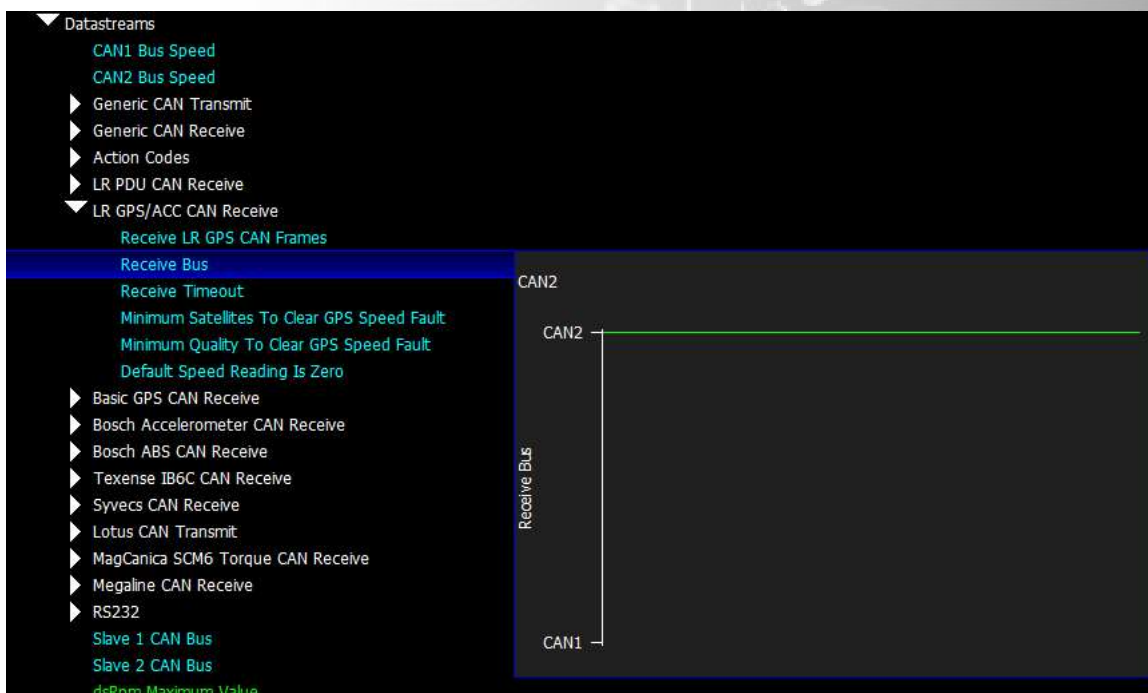 Datastreams
CAN1 Bus Speed
CAN2 Bus Speed
Generic CAN Transmit
Generic CAN Receive
Action Codes
LR PDU CAN Receive
LR GPS/ACC CAN Receive
Receive LR GPS CAN Frames
Receive Bus
Receive Timeout
Minimum Satellites To Clear GPS Speed Fault
Minimum Quality To Clear GPS Speed Fault
Default Speed Reading Is Zero
Basic GPS CAN Receive
Bosch Accelerometer CAN Receive
Bosch ABS CAN Receive
Texense IB6C CAN Receive
Syvecs CAN Receive
Lotus CAN Transmit
MagCanica SCM6 Torque CAN Receive
Megaline CAN Receive
RS232
Slave 1 CAN Bus
Slave 2 CAN Bus
dsRpm Maximum Value
CAN2
CAN2
Receive Bus
CAN1